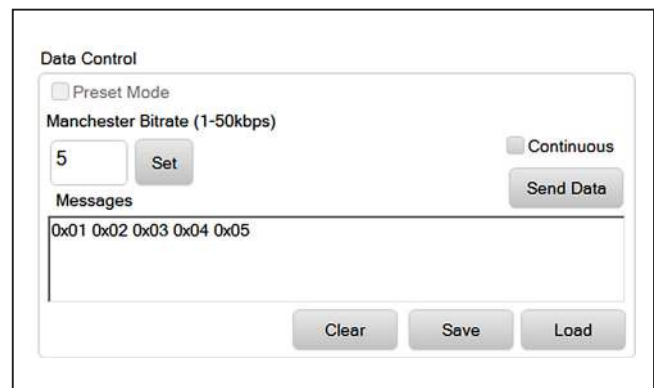 Data Control
Preset Mode
Manchester Bitrate (1-50kbps)
5
Set
Continuous
Send Data
Messages
0x01 0x02 0x03 0x04 0x05
Clear
Save
Load